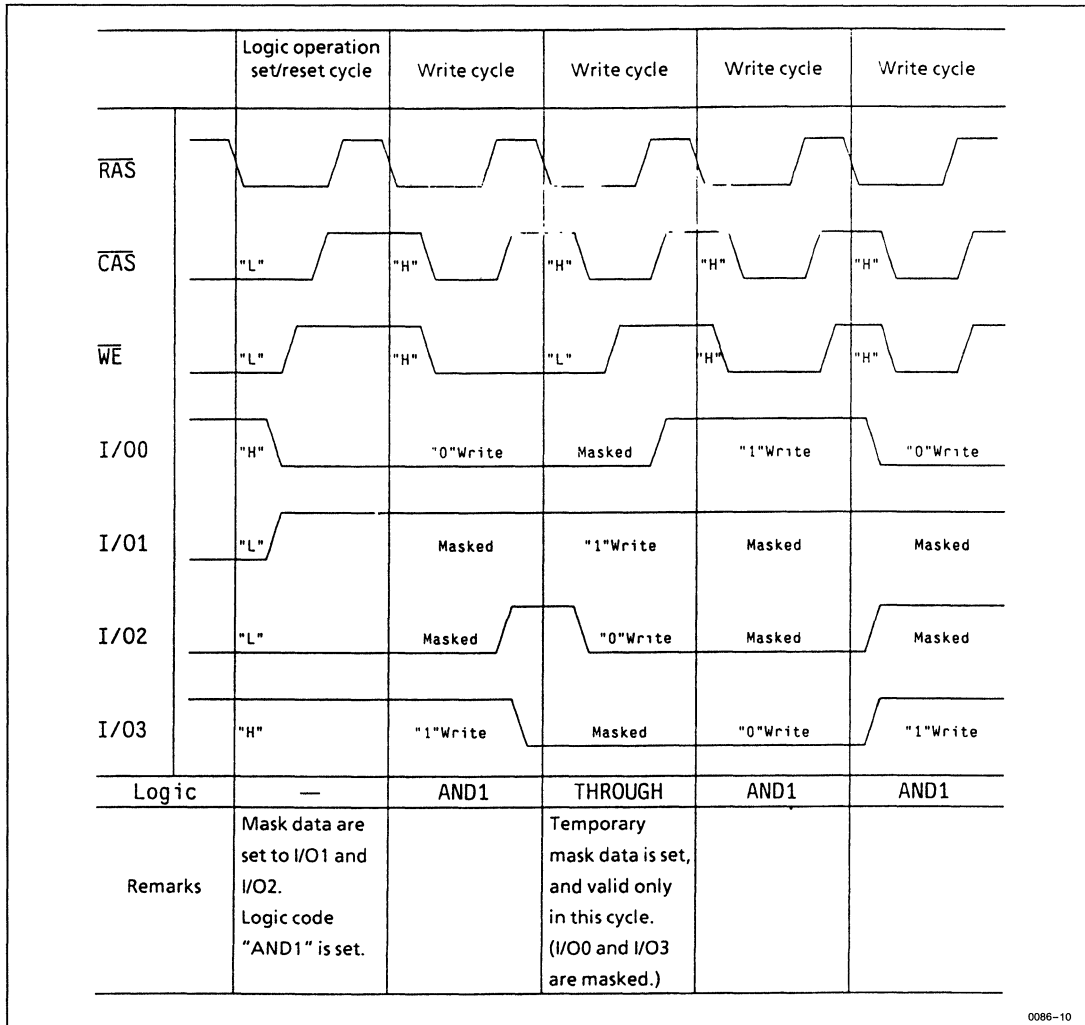 Logic operation
set/reset cycle
Write cycle
Write cycle
Write cycle
Write cycle
RAS
CAS
"L"
"H"
"H"
"H"
"H"
WE
"L"
"H"
"L"
"H"
"H"
I/O0
"H"
"0"Write
Masked
"1"Write
"0"Write
I/O1
"L"
Masked
"1"Write
Masked
Masked
I/O2
"L"
Masked
"0"Write
Masked
Masked
I/O3
"H"
"1"Write
Masked
"0"Write
"1"Write
Logic
—
AND1
THROUGH
AND1
AND1
Remarks
Mask data are
set to I/O1 and
I/O2.
Logic code
"AND1" is set.
Temporary
mask data is set,
and valid only
in this cycle.
(I/O0 and I/O3
are masked.)
0086-10